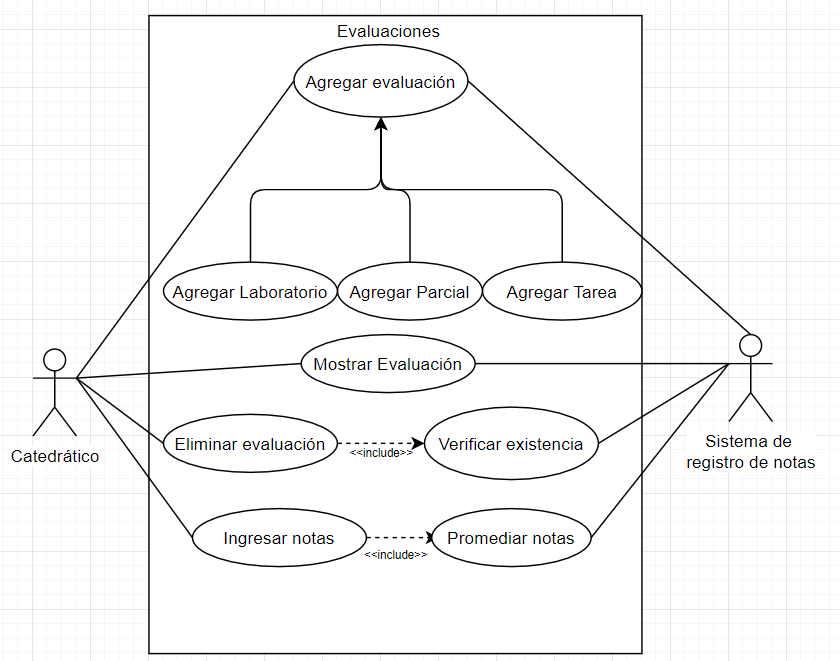 Evaluaciones
Agregar evaluación
Agregar Laboratorio
Agregar Parcial
Agregar Tarea
Mostrar Evaluación
Catedrático
Sistema de
registro de notas
Eliminar evaluación
<<include>>
Verificar existencia
Ingresar notas
<<include>>
Promediar notas